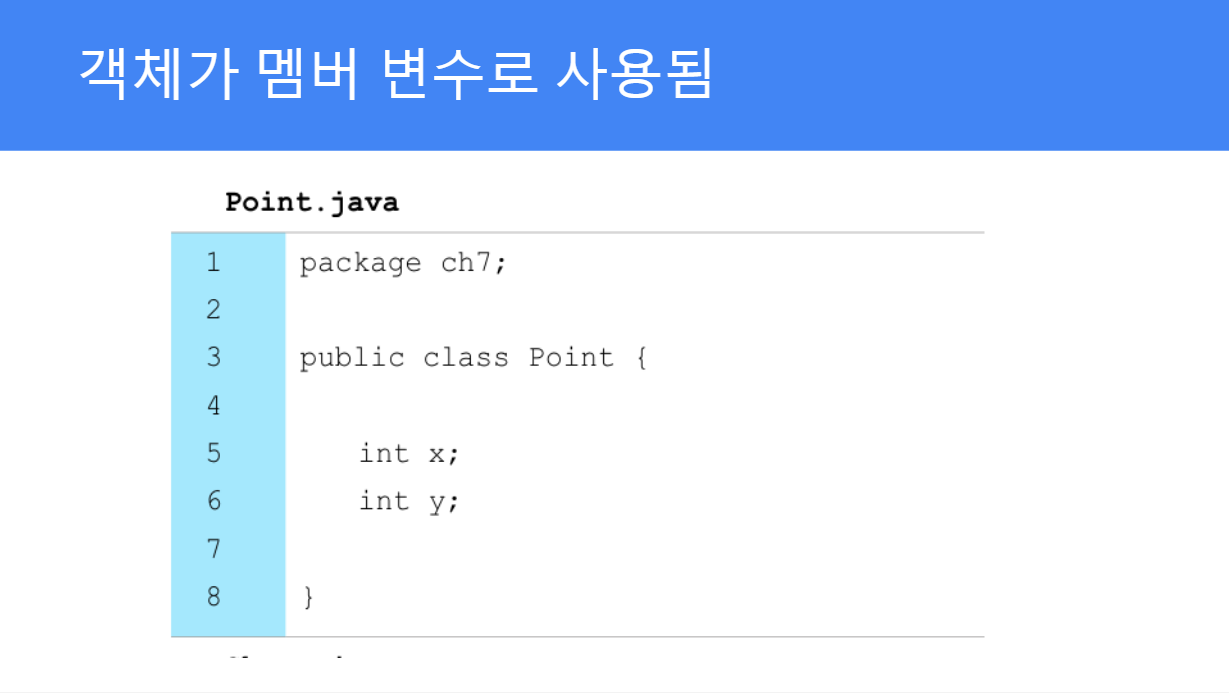 객체가 멤버 변수로 사용됨
Point.java
1 package ch7;
2
3 public class Point {
4
5 int x;
6 int y;
7
8 }